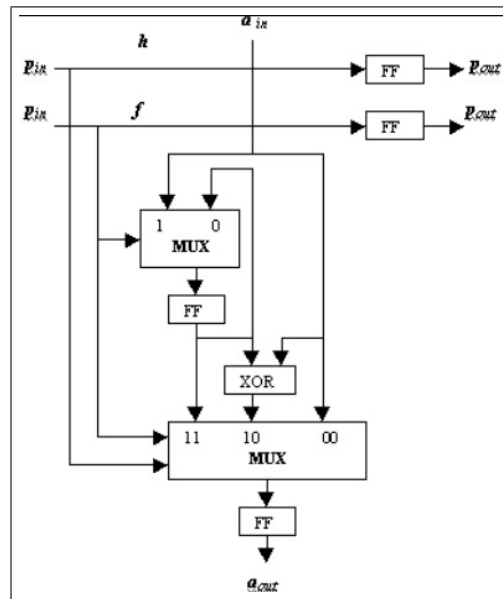 a in
h
p in FF p out
p in f FF p out
1 0
MUX
FF
XOR
11 10 00
MUX
FF
a out